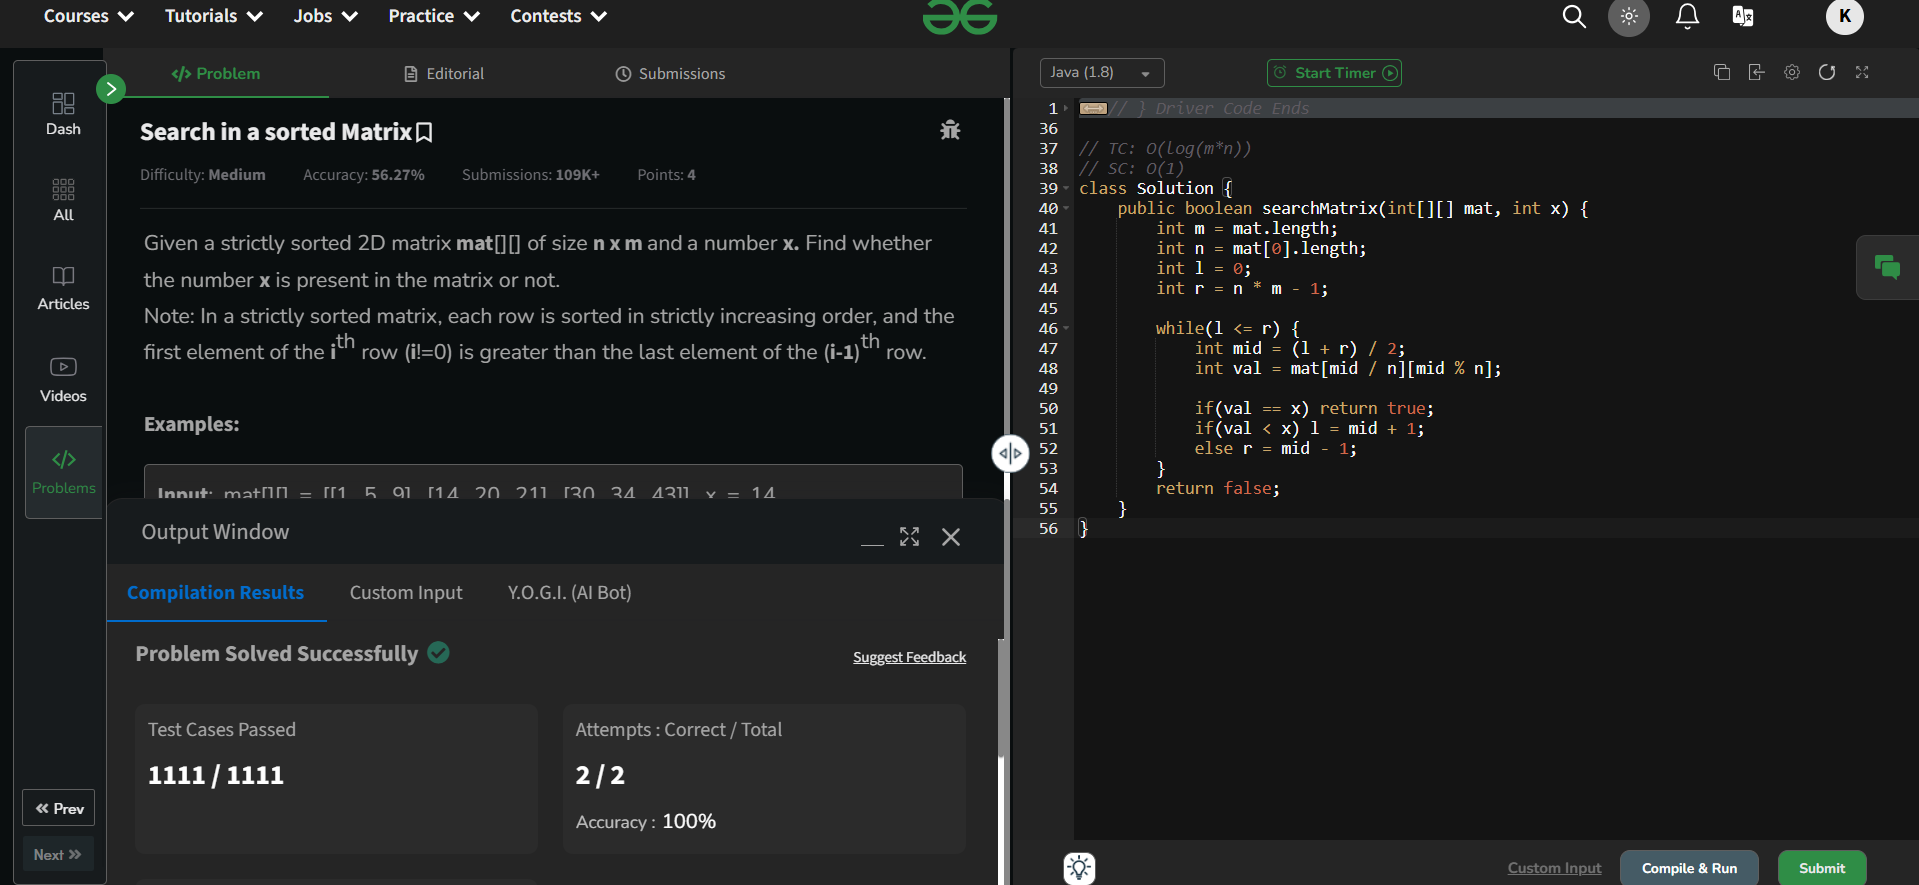 Courses Tutorials Jobs Practice Contests K
Dash
All
Articles
Videos
Problems
Prev
Next
Problem Editorial Submissions
Search in a sorted Matrix
Difficulty: Medium Accuracy: 56.27% Submissions: 109K+ Points: 4
Given a strictly sorted 2D matrix mat[][] of size n x m and a number x. Find whether
the number x is present in the matrix or not.
Note: In a strictly sorted matrix, each row is sorted in strictly increasing order, and the
first element of the ith row (i!=0) is greater than the last element of the (i-1)th row.
Examples:
Input: mat[][] = [[1, 5, 9], [14, 20, 21], [30, 34, 43]], x = 14
Output Window
Compilation Results Custom Input Y.O.G.I. (AI Bot)
Problem Solved Successfully
Suggest Feedback
Test Cases Passed
1111 / 1111
Attempts : Correct / Total
2 / 2
Accuracy : 100%
Java (1.8) Start Timer
1 // } Driver Code Ends
36
37 // TC: O(log(m*n))
38 // SC: O(1)
39 class Solution {
40 public boolean searchMatrix(int[][] mat, int x) {
41 int m = mat.length;
42 int n = mat[0].length;
43 int l = 0;
44 int r = n * m - 1;
45
46 while(l <= r) {
47 int mid = (l + r) / 2;
48 int val = mat[mid / n][mid % n];
49
50 if(val == x) return true;
51 if(val < x) l = mid + 1;
52 else r = mid - 1;
53 }
54 return false;
55 }
56 }
Custom Input Compile & Run Submit